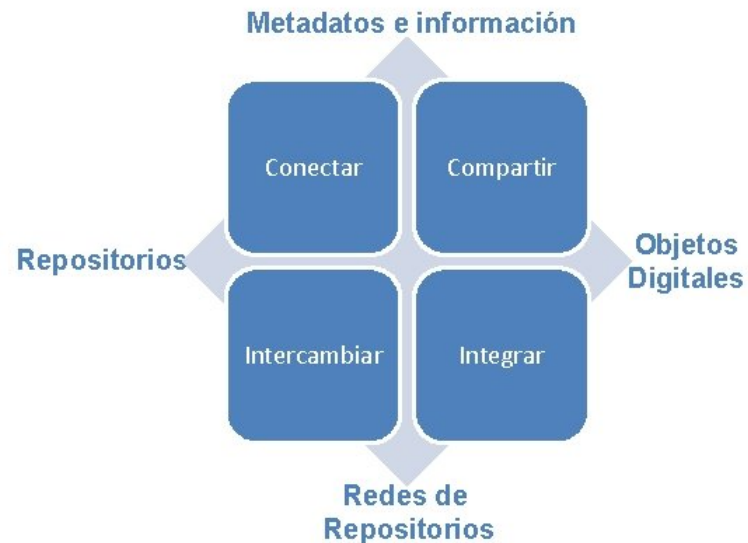 Metadatos e información
Conectar
Compartir
Repositorios
Objetos
Digitales
Intercambiar
Integrar
Redes de
Repositorios